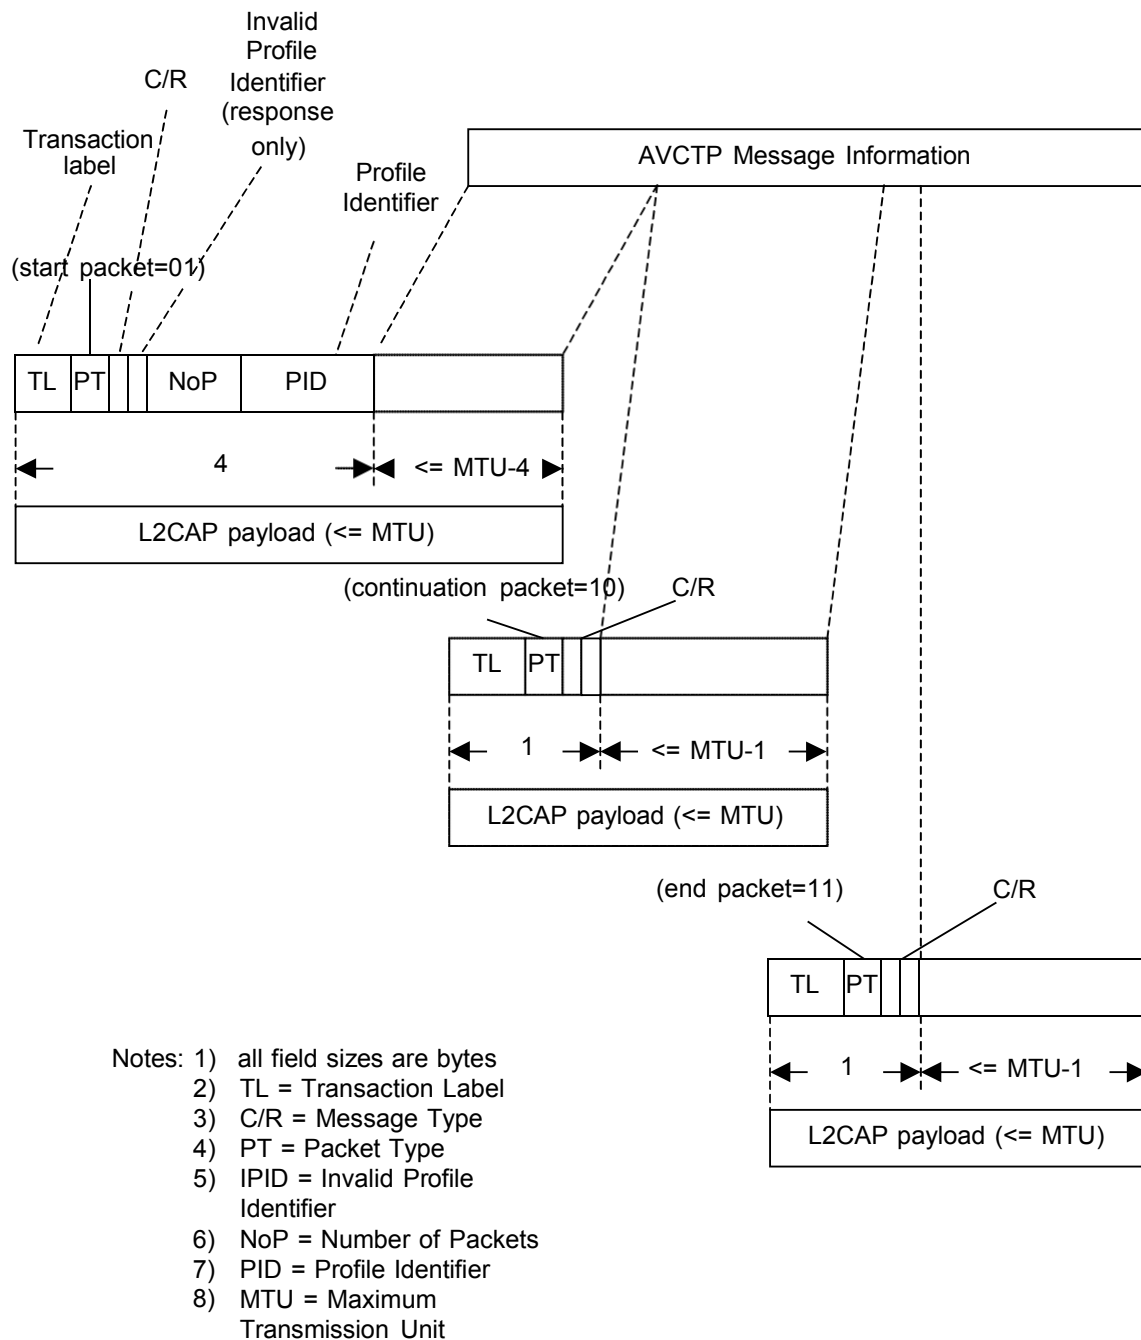 Invalid
Profile
Identifier
(response
only)
C/R
Transaction
label
Profile
Identifier
AVCTP Message Information
(start packet=01)
TL PT NoP PID
4 <= MTU-4
L2CAP payload (<= MTU)
(continuation packet=10) C/R
TL PT
1 <= MTU-1
L2CAP payload (<= MTU)
(end packet=11) C/R
TL PT
1 <= MTU-1
L2CAP payload (<= MTU)
Notes: 1) all field sizes are bytes
2) TL = Transaction Label
3) C/R = Message Type
4) PT = Packet Type
5) IPID = Invalid Profile
Identifier
6) NoP = Number of Packets
7) PID = Profile Identifier
8) MTU = Maximum
Transmission Unit